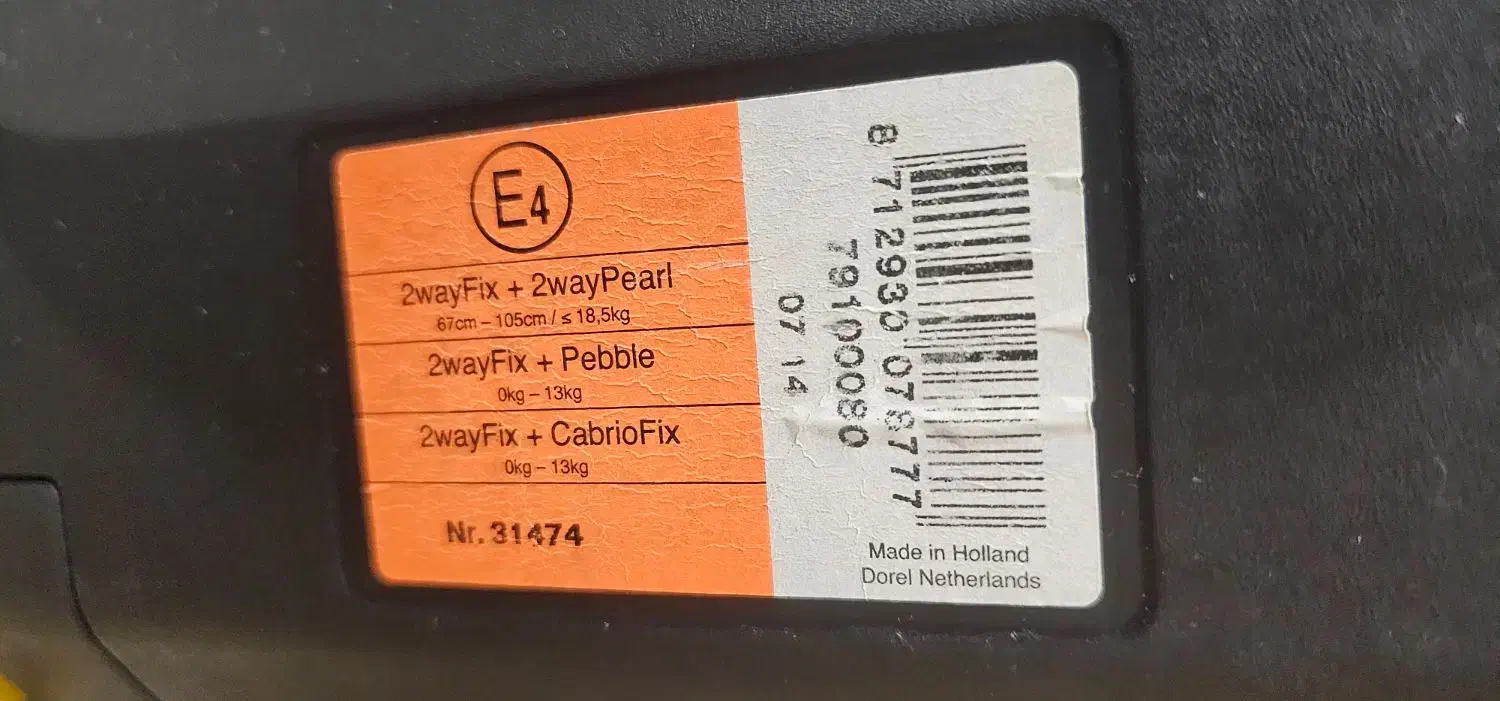 E4
2wayFix + 2wayPearl
67cm – 105cm / ≤ 18,5kg
2wayFix + Pebble
0kg – 13kg
2wayFix + CabrioFix
0kg – 13kg
Nr. 31474
8 712930 078777
79100080
07 14
Made in Holland
Dorel Netherlands